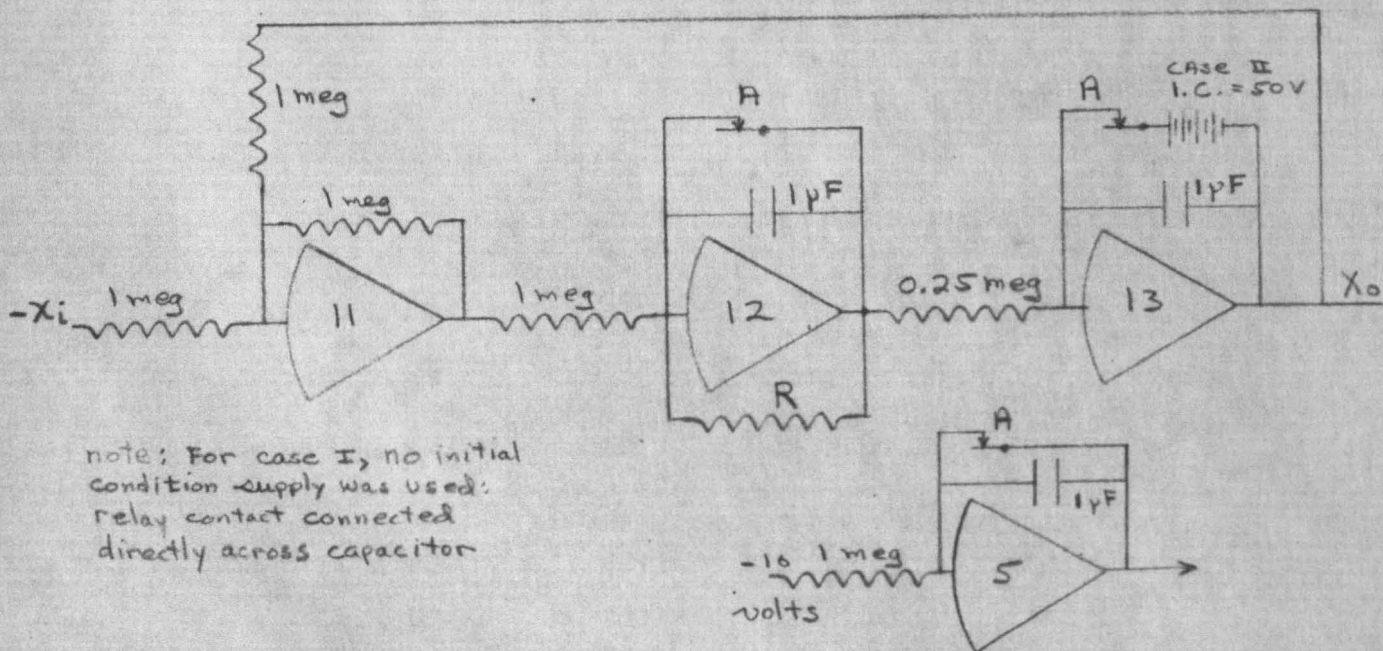 CASE II
I.C. = 50V
A
A
1 meg
1 meg
1μF
1μF
-Xi
1 meg
11
1 meg
12
0.25 meg
13
Xo
R
note: For case I, no initial
condition supply was used:
relay contact connected
directly across capacitor
A
1μF
-10
volts
1 meg
5